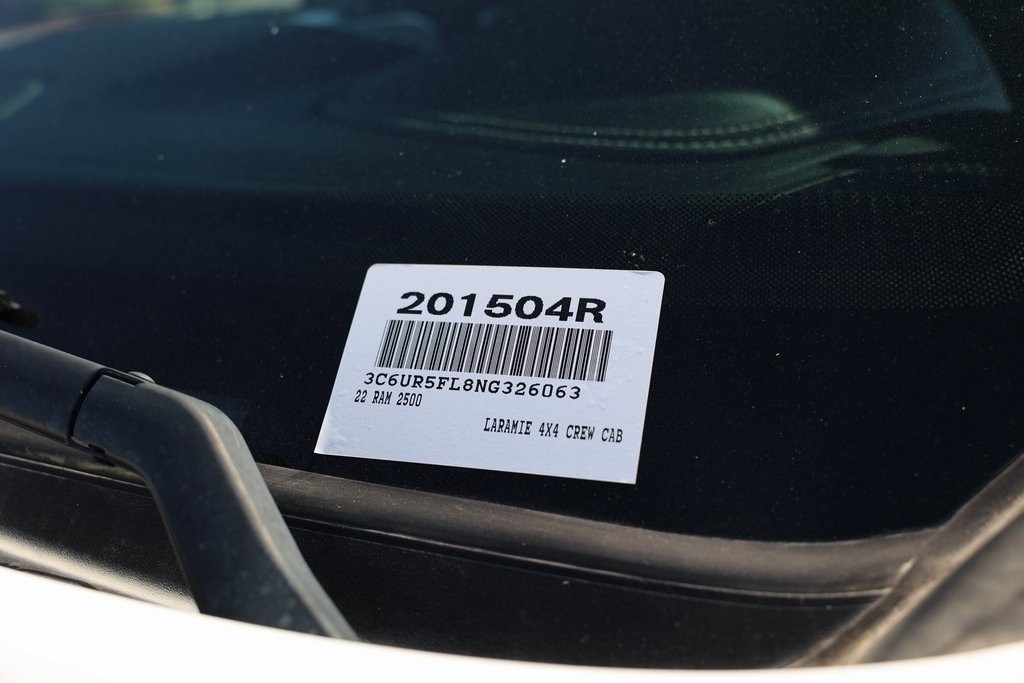 201504R
3C6UR5FL8NG326063
22 RAM 2500
LARAMIE 4X4 CREW CAB